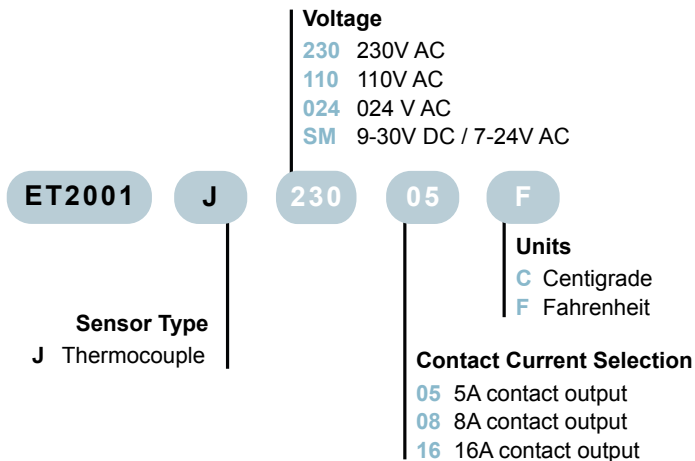 Voltage
230 230V AC
110 110V AC
024 024 V AC
SM 9-30V DC / 7-24V AC
ET2001 J 230 05 F
Units
C Centigrade
F Fahrenheit
Sensor Type
J Thermocouple
Contact Current Selection
05 5A contact output
08 8A contact output
16 16A contact output